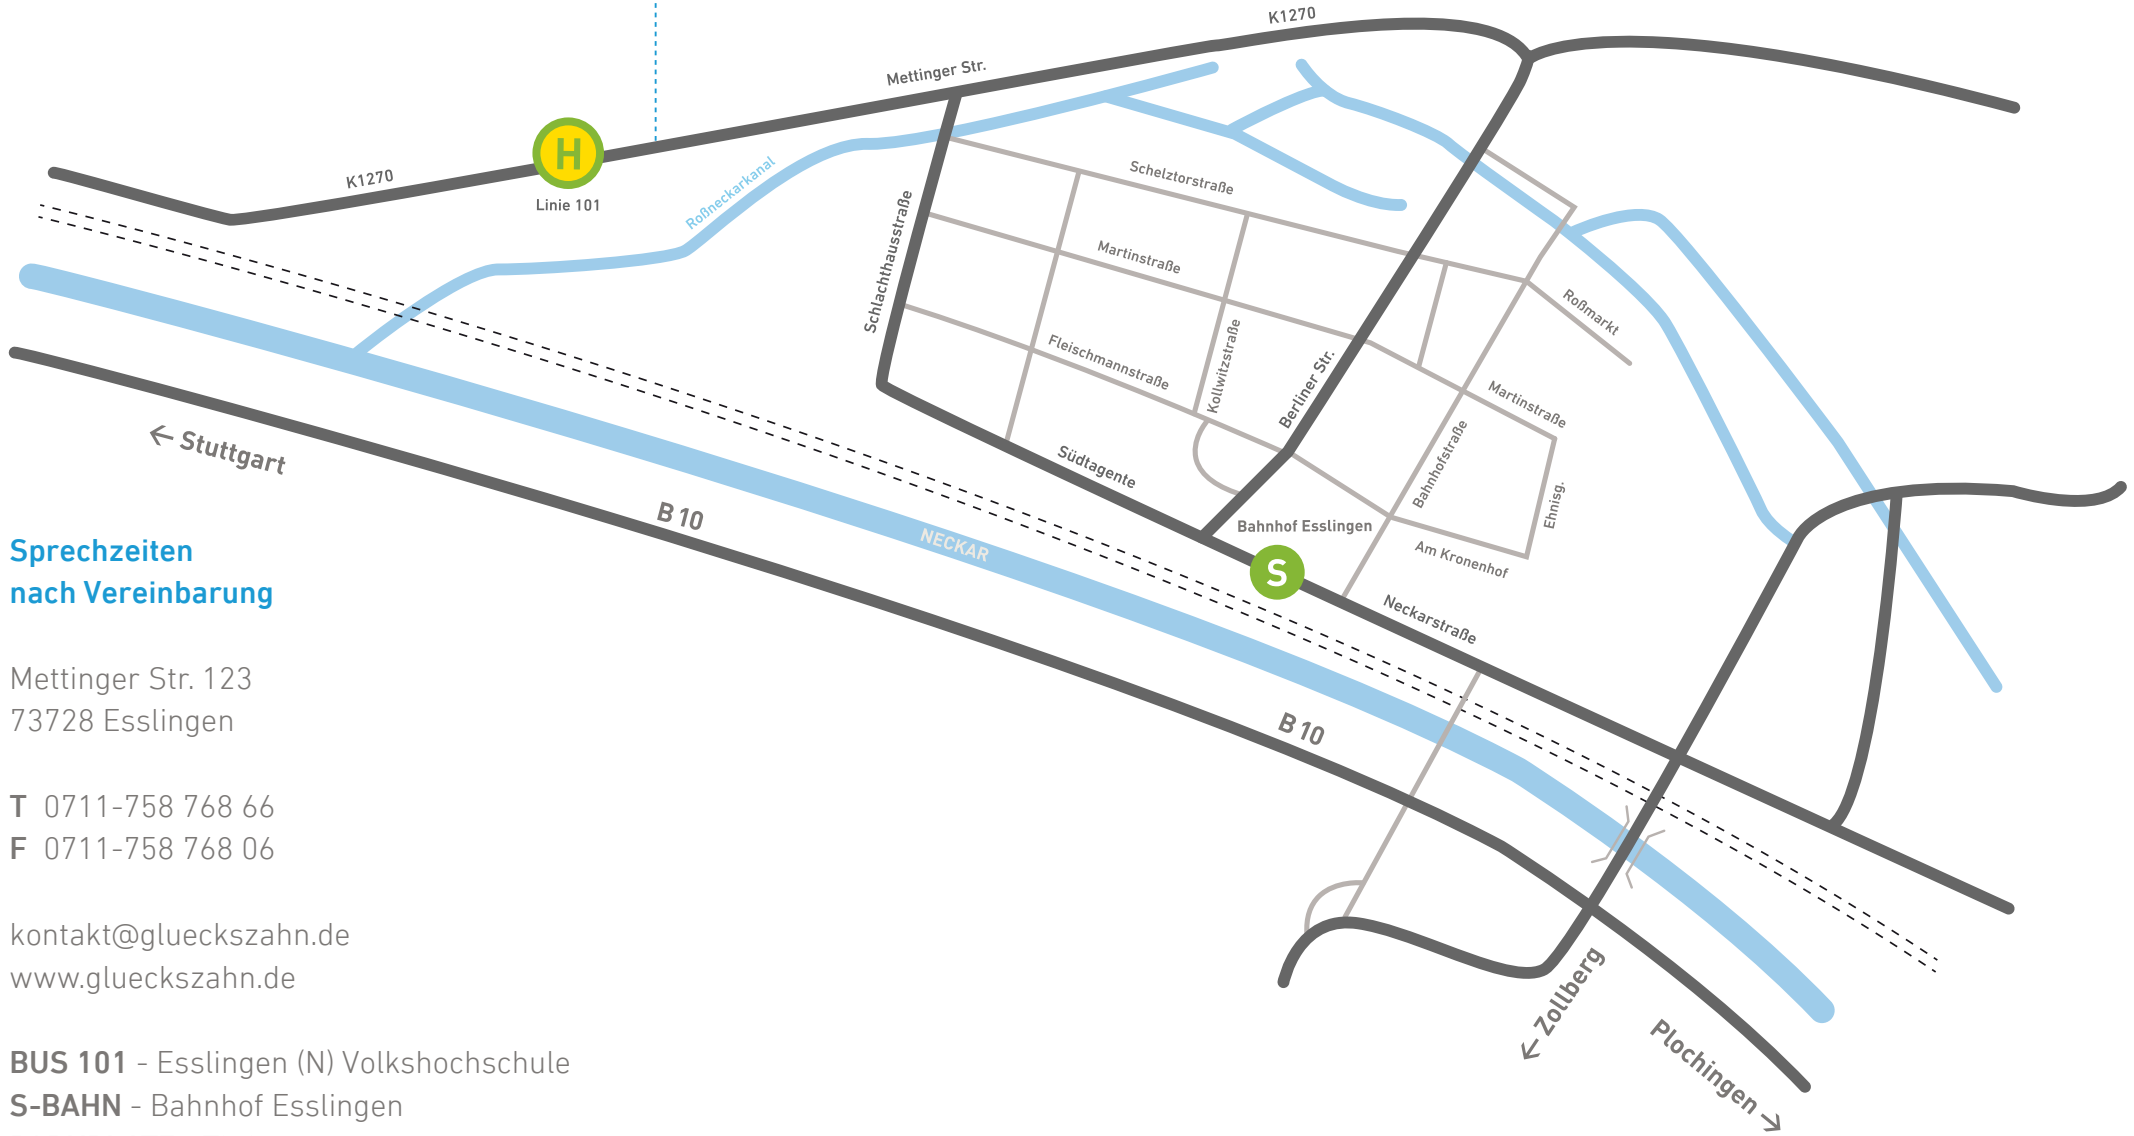 K1270
Mettinger Str.
K1270
H
Linie 101
Roßneckarkanal
Schelztorstraße
Schlachthausstraße
Martinstraße
Roßmarkt
Fleischmannstraße
Kollwitzstraße
Berliner Str.
Martinstraße
Bahnhofstraße
Ehnisg.
← Stuttgart
Südtagente
B 10
NECKAR
Bahnhof Esslingen
S
Am Kronenhof
Neckarstraße
B 10
← Zollberg
Plochingen →
Sprechzeiten
nach Vereinbarung
Mettinger Str. 123
73728 Esslingen
T 0711-758 768 66
F 0711-758 768 06
kontakt@glueckszahn.de
www.glueckszahn.de
BUS 101 - Esslingen (N) Volkshochschule
S-BAHN - Bahnhof Esslingen